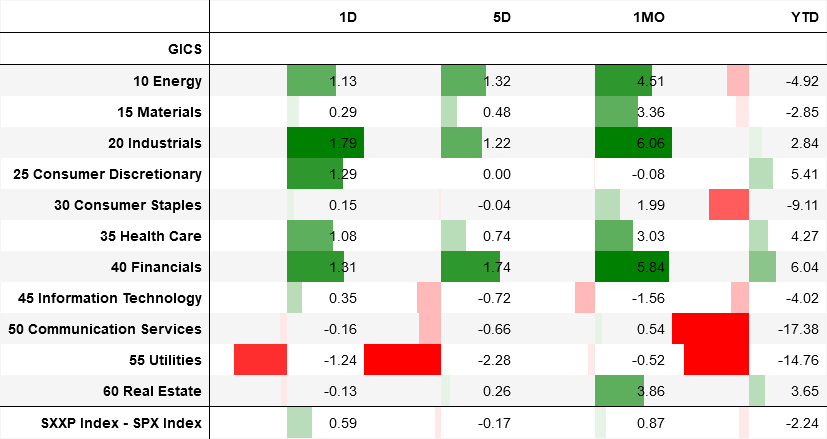 1D 5D 1MO YTD
GICS
10 Energy 1.13 1.32 4.51 -4.92
15 Materials 0.29 0.48 3.36 -2.85
20 Industrials 1.79 1.22 6.06 2.84
25 Consumer Discretionary 1.29 0.00 -0.08 5.41
30 Consumer Staples 0.15 -0.04 1.99 -9.11
35 Health Care 1.08 0.74 3.03 4.27
40 Financials 1.31 1.74 5.84 6.04
45 Information Technology 0.35 -0.72 -1.56 -4.02
50 Communication Services -0.16 -0.66 0.54 -17.38
55 Utilities -1.24 -2.28 -0.52 -14.76
60 Real Estate -0.13 0.26 3.86 3.65
SXXP Index - SPX Index 0.59 -0.17 0.87 -2.24